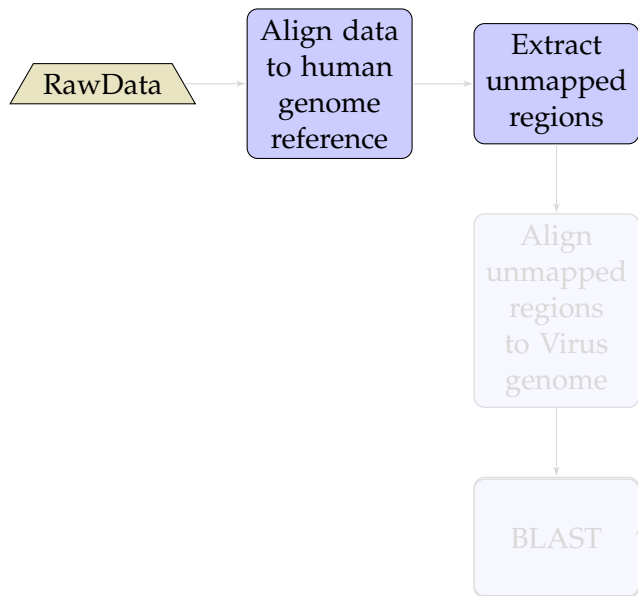 RawData
Align data
to human
genome
reference
Extract
unmapped
regions
Align
unmapped
regions
to Virus
genome
BLAST